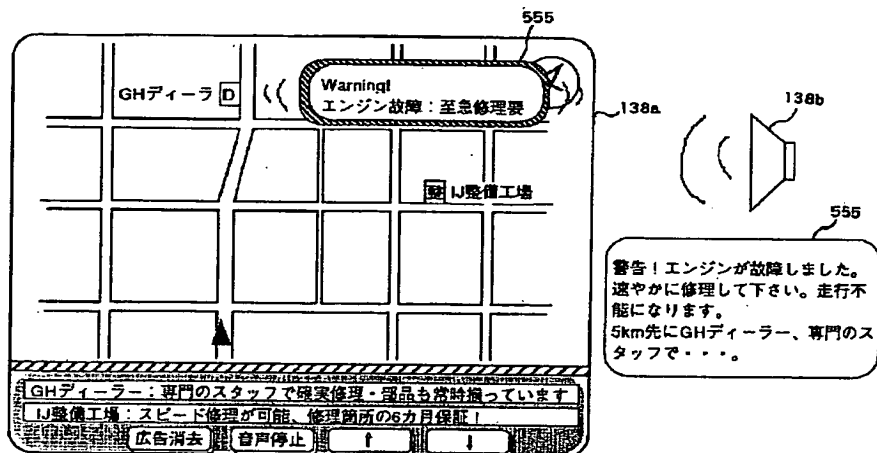 555
Warning!
エンジン故障：至急修理要
GHディーラ D
138a
138b
整 IJ整備工場
555
警告！エンジンが故障しました。
速やかに修理して下さい。走行不
能になります。
5km先にGHディーラー、専門のス
タッフで・・・。
GHディーラー：専門のスタッフで確実修理・部品も常時揃っています
IJ整備工場：スピード修理が可能、修理箇所の6カ月保証！
広告消去 音声停止 ↑ ↓